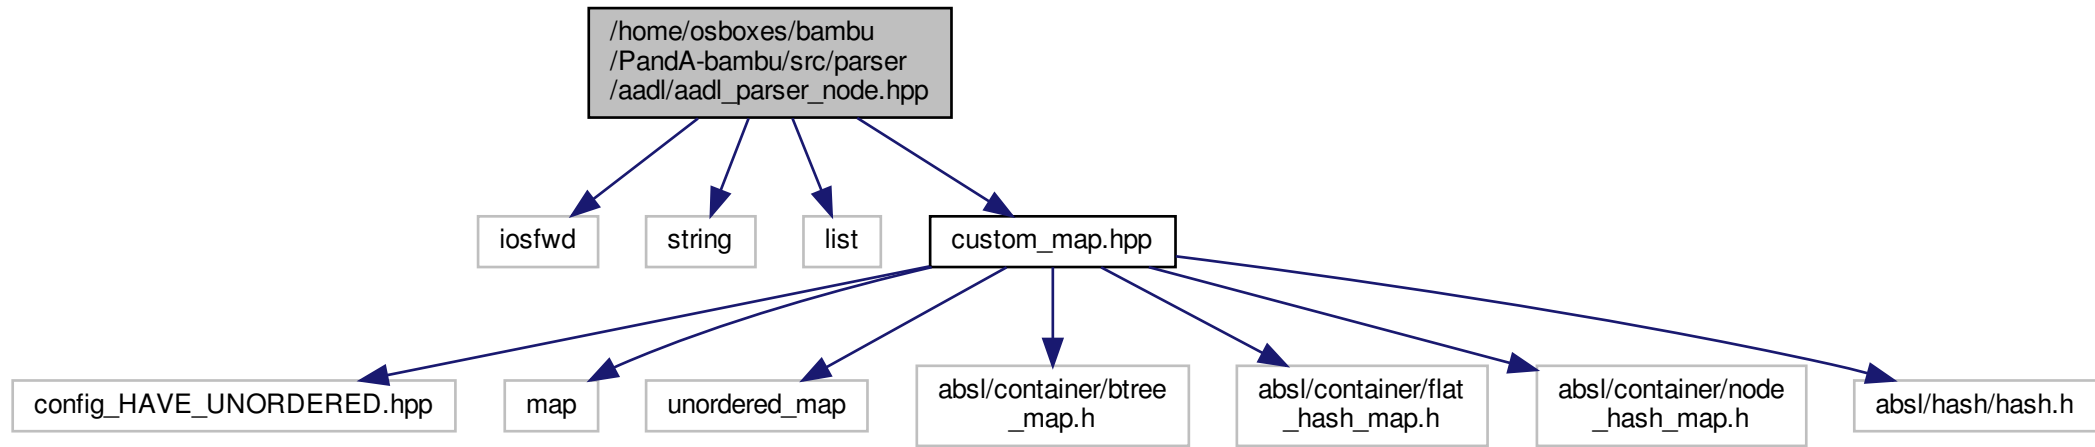 /home/osboxes/bambu
/PandA-bambu/src/parser
/aadl/aadl_parser_node.hpp
iosfwd
string
list
custom_map.hpp
config_HAVE_UNORDERED.hpp
map
unordered_map
absl/container/btree
_map.h
absl/container/flat
_hash_map.h
absl/container/node
_hash_map.h
absl/hash/hash.h